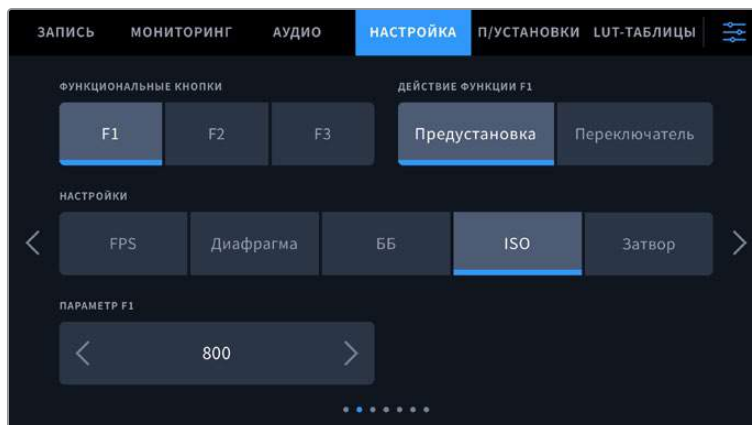 ЗАПИСЬ МОНИТОРИНГ АУДИО НАСТРОЙКА П/УСТАНОВКИ LUT-ТАБЛИЦЫ
ФУНКЦИОНАЛЬНЫЕ КНОПКИ ДЕЙСТВИЕ ФУНКЦИИ F1
F1 F2 F3 Предустановка Переключатель
НАСТРОЙКИ
FPS Диафрагма ББ ISO Затвор
ПАРАМЕТР F1
800